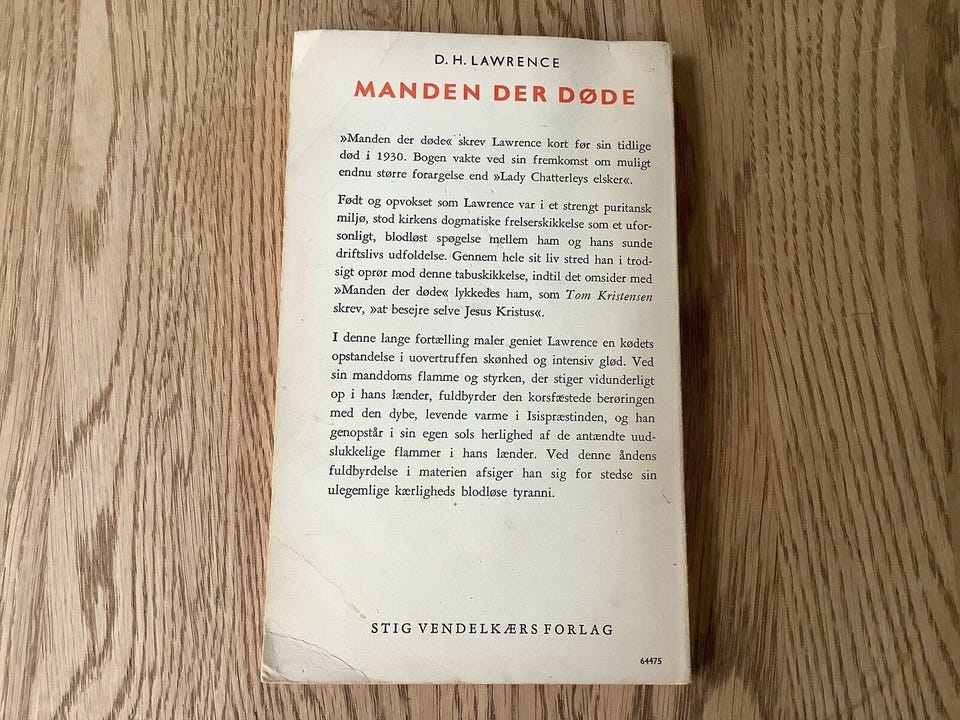 D. H. LAWRENCE
MANDEN DER DØDE
»Manden der døde« skrev Lawrence kort før sin tidlige
død i 1930. Bogen vakte ved sin fremkomst om muligt
endnu større forargelse end »Lady Chatterleys elsker«.
Født og opvokset som Lawrence var i et strengt puritansk
miljø, stod kirkens dogmatiske frelserskikkelse som et ufor-
sonligt, blodløst spøgelse mellem ham og hans sunde
driftslivs udfoldelse. Gennem hele sit liv stred han i trod-
sigt oprør mod denne tabuskikkelse, indtil det omsider med
»Manden der døde« lykkedes ham, som Tom Kristensen
skrev, »at besejre selve Jesus Kristus«.
I denne lange fortælling maler geniet Lawrence en kødets
opstandelse i uovertruffen skønhed og intensiv glød. Ved
sin manddoms flamme og styrken, der stiger vidunderligt
op i hans lænder, fuldbyrder den korsfæstede berøringen
med den dybe, levende varme i Isispræstinden, og han
genopstår i sin egen sols herlighed af de antændte uud-
slukkelige flammer i hans lænder. Ved denne åndens
fuldbyrdelse i materien afsiger han sig for stedse sin
ulegemlige kærligheds blodløse tyranni.
STIG VENDELKÆRS FORLAG
64475